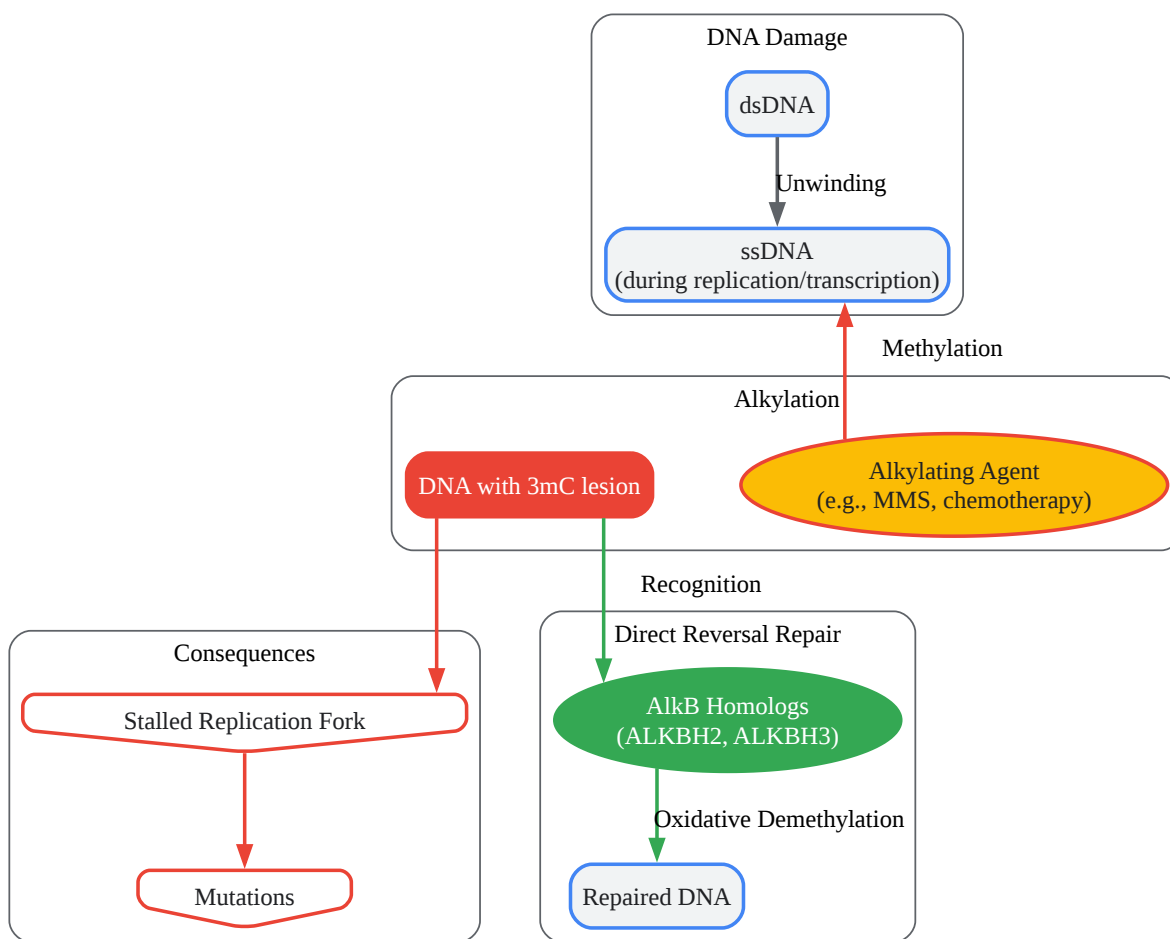 DNA Damage
dsDNA
Unwinding
ssDNA
(during replication/transcription)
Methylation
Alkylation
DNA with 3mC lesion
Alkylating Agent
(e.g., MMS, chemotherapy)
Recognition
Consequences
Direct Reversal Repair
Stalled Replication Fork
AlkB Homologs
(ALKBH2, ALKBH3)
Oxidative Demethylation
Mutations
Repaired DNA